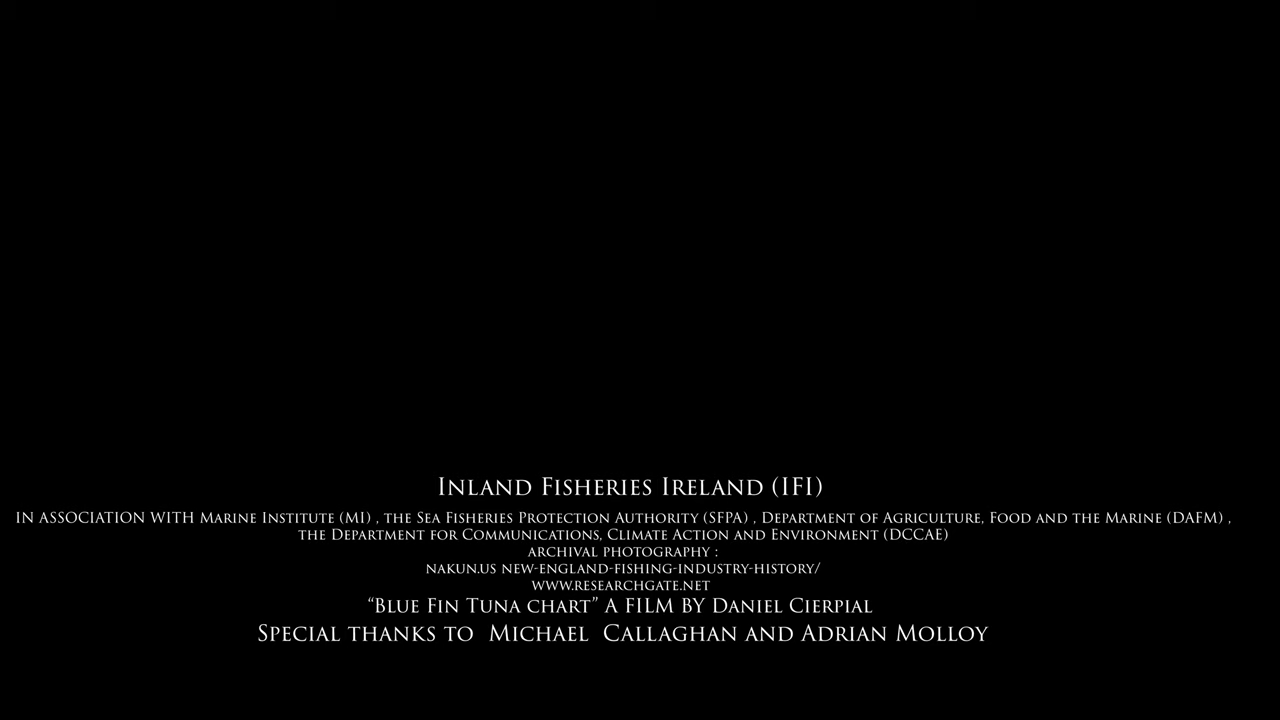 Inland Fisheries Ireland (IFI)
IN ASSOCIATION WITH Marine Institute (MI) , the Sea Fisheries Protection Authority (SFPA) , Department of Agriculture, Food and the Marine (DAFM) ,
the Department for Communications, Climate Action and Environment (DCCAE)
archival photography :
nakun.us new-england-fishing-industry-history/
www.researchgate.net
“Blue Fin Tuna chart” A FILM BY Daniel Cierpial
Special thanks to Michael Callaghan and Adrian Molloy